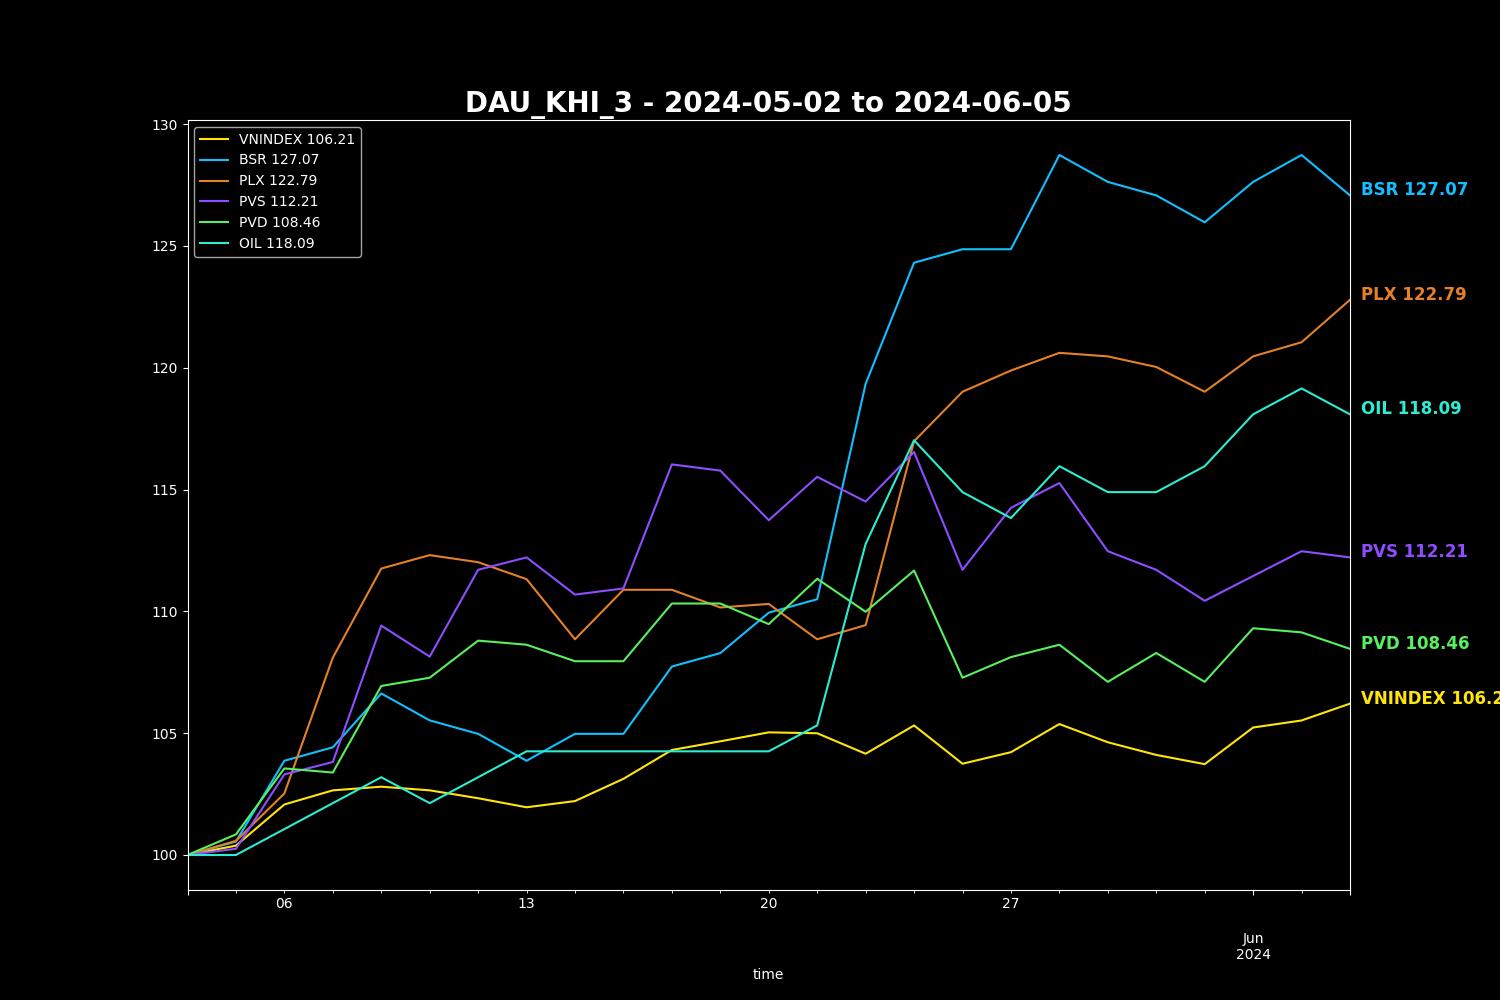 DAU_KHI_3 - 2024-05-02 to 2024-06-05
130
125
120
115
110
105
100
VNINDEX 106.21
BSR 127.07
PLX 122.79
PVS 112.21
PVD 108.46
OIL 118.09
BSR 127.07
PLX 122.79
OIL 118.09
PVS 112.21
PVD 108.46
VNINDEX 106.2
06
13
20
27
Jun
2024
time